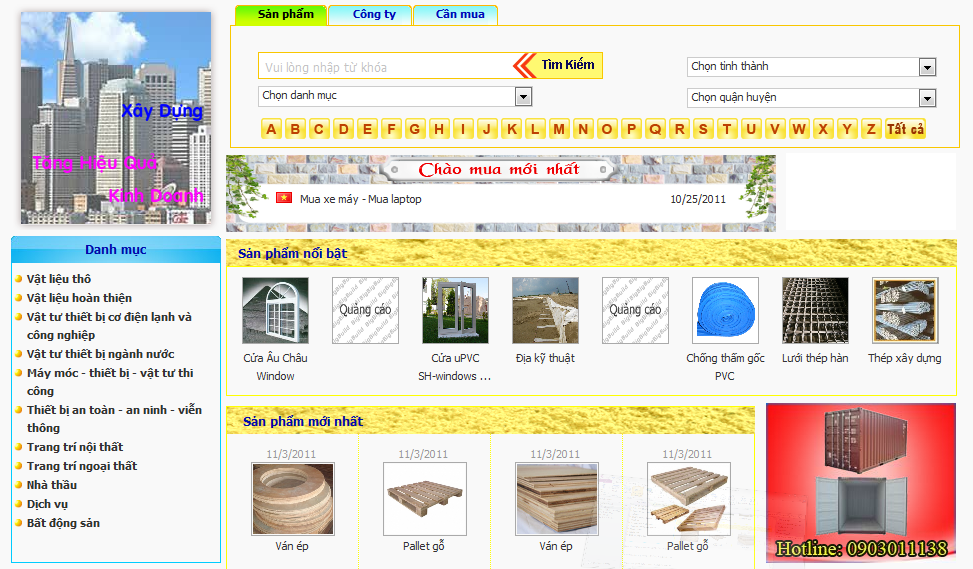 Sản phẩm
Công ty
Cần mua
Vui lòng nhập từ khóa
Tìm Kiếm
Chọn tỉnh thành
Chọn danh mục
Chọn quận huyện
A B C D E F G H I J K L M N O P Q R S T U V W X Y Z Tất cả
Xây Dựng
Tăng Hiệu Quả
Kinh Doanh
Chào mua mới nhất
Mua xe máy - Mua laptop
10/25/2011
Danh mục
Vật liệu thô
Vật liệu hoàn thiện
Vật tư thiết bị cơ điện lạnh và
công nghiệp
Vật tư thiết bị ngành nước
Máy móc - thiết bị - vật tư thi
công
Thiết bị an toàn - an ninh - viễn
thông
Trang trí nội thất
Trang trí ngoại thất
Nhà thầu
Dịch vụ
Bất động sản
Sản phẩm nổi bật
Quảng cáo
Quảng cáo
Cửa Âu Châu
Window
Cửa uPVC
SH-windows ...
Địa kỹ thuật
Chống thấm gốc
PVC
Lưới thép hàn
Thép xây dựng
Sản phẩm mới nhất
11/3/2011
11/3/2011
11/3/2011
11/3/2011
Ván ép
Pallet gỗ
Ván ép
Pallet gỗ
Hotline: 0903011138